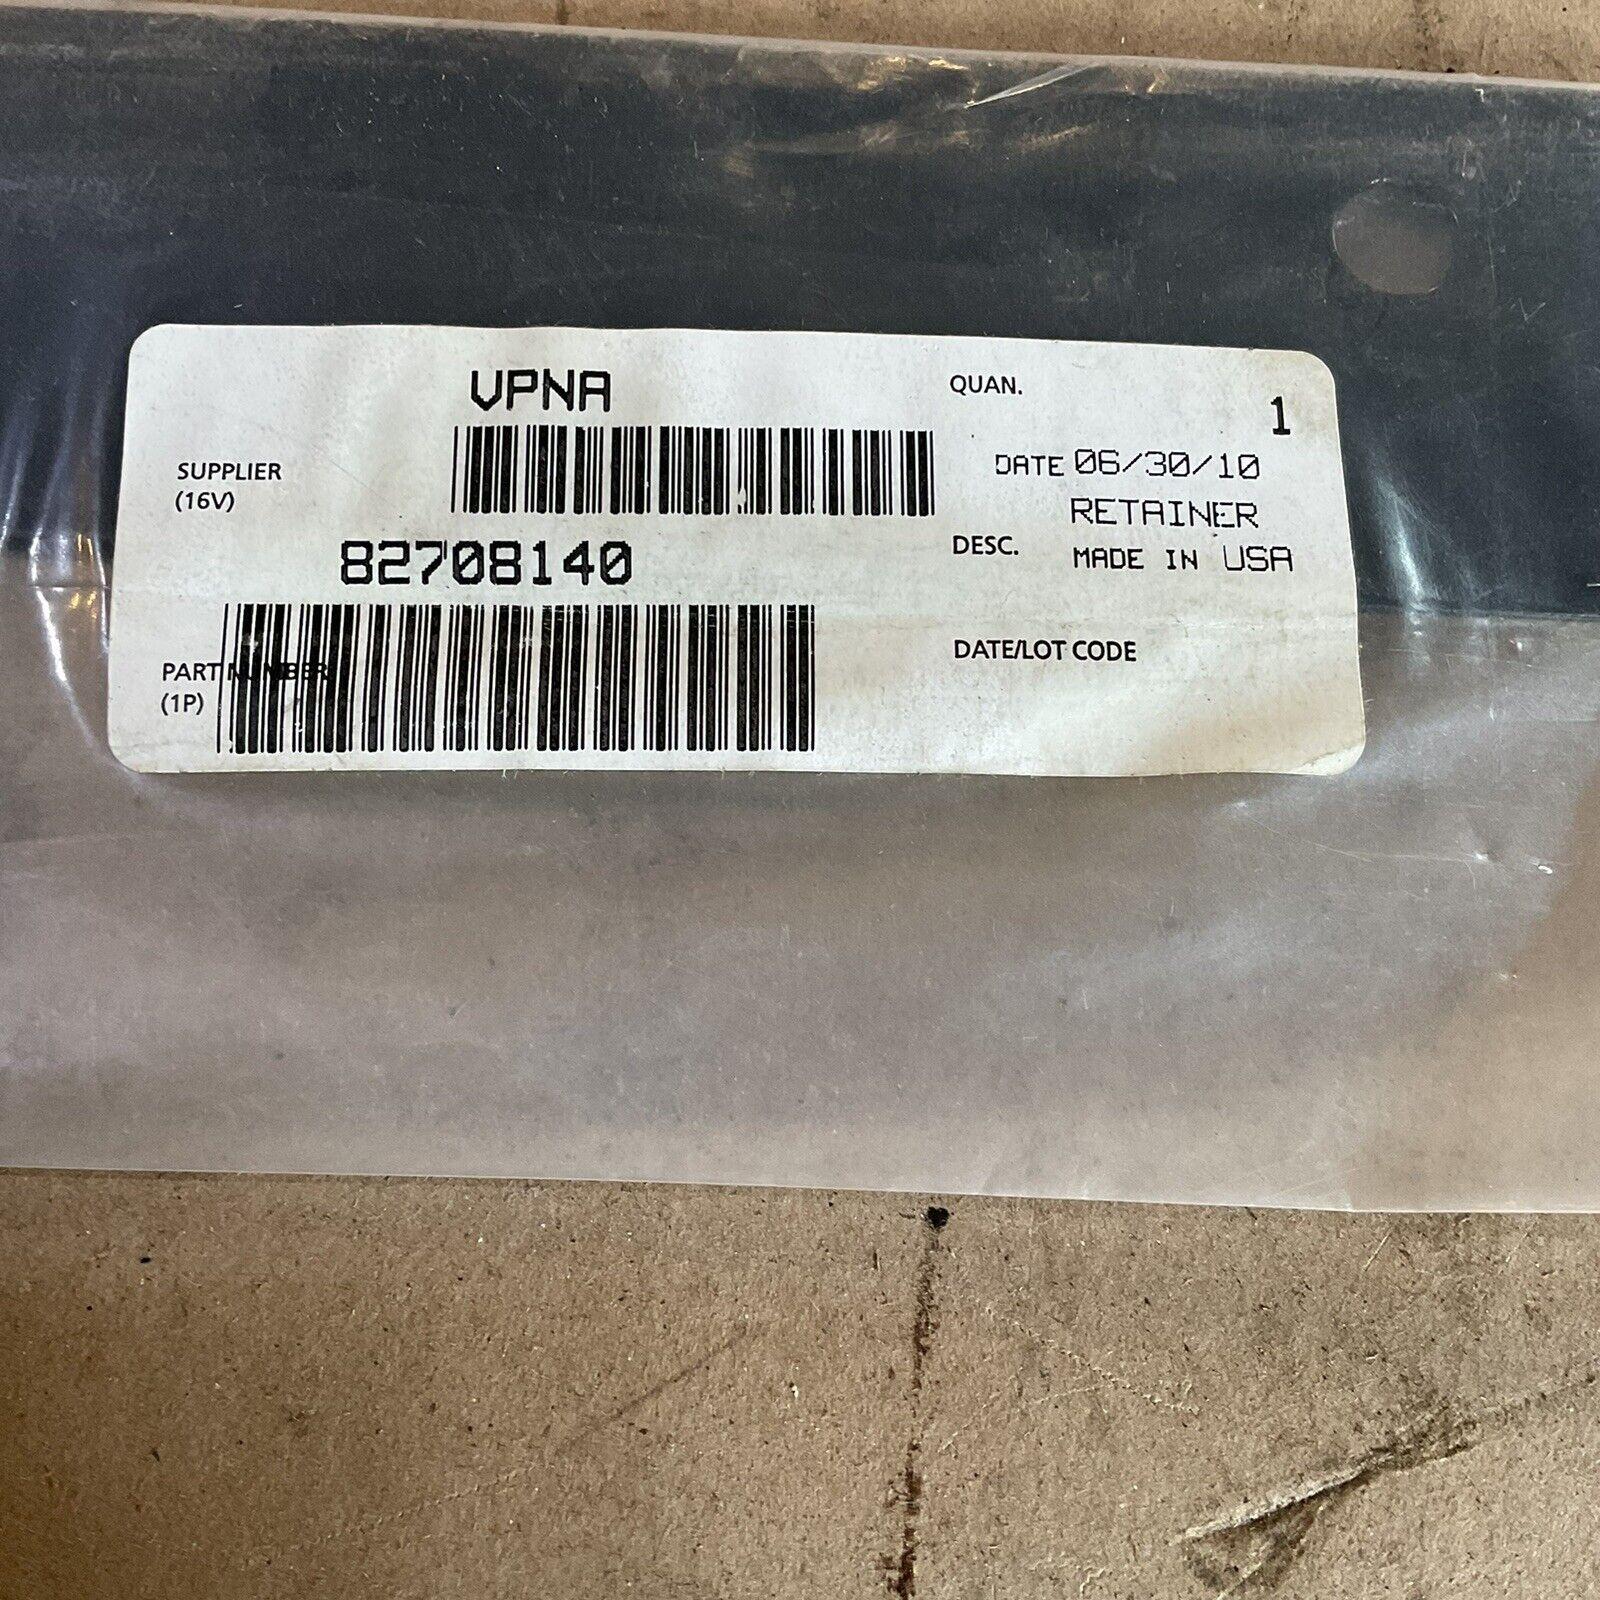 VPNA
SUPPLIER
(16V)
82708140
PART NUMBER
(1P)
QUAN.
1
DATE 06/30/10
RETAINER
DESC.
MADE IN USA
DATE/LOT CODE